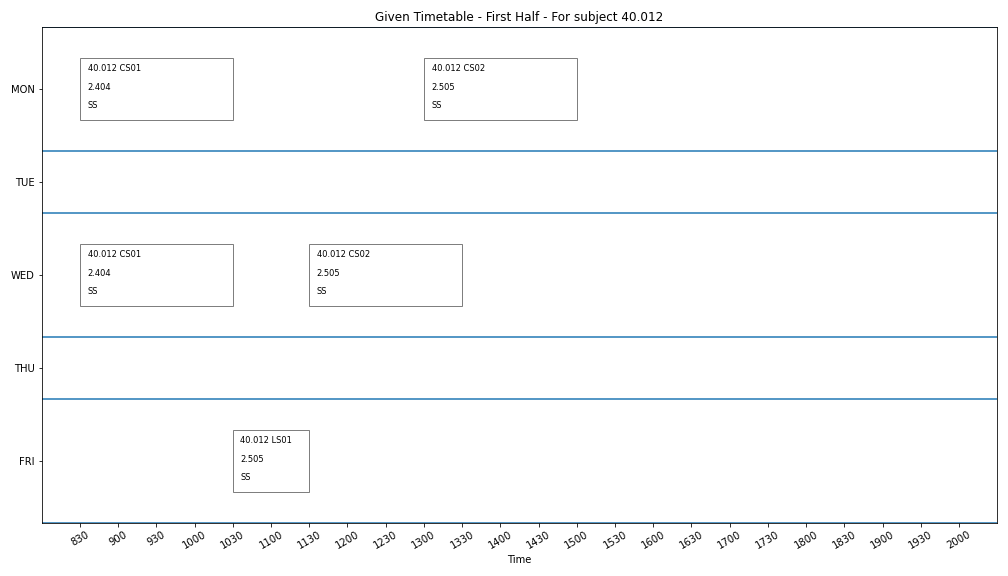 Given Timetable - First Half - For subject 40.012
MON
40.012 CS01
2.404
SS
40.012 CS02
2.505
SS
TUE
WED
40.012 CS01
2.404
SS
40.012 CS02
2.505
SS
THU
FRI
40.012 LS01
2.505
SS
830 900 930 1000 1030 1100 1130 1200 1230 1300 1330 1400 1430 1500 1600 1630 1700 1730 1800 1830 1900 1930 2000
Time